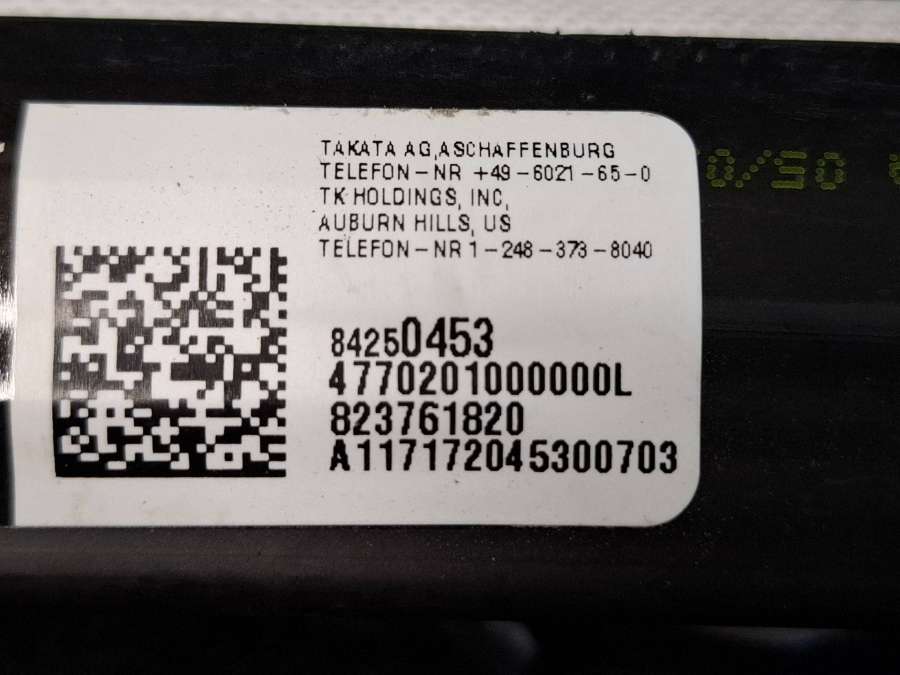 TAKATA AG,ASCHAFFENBURG
TELEFON-NR +49-6021-65-0
TK HOLDINGS, INC,
AUBURN HILLS, US
TELEFON-NR 1-248-373-8040
84250453
4770201000000L
823761820
A117172045300703